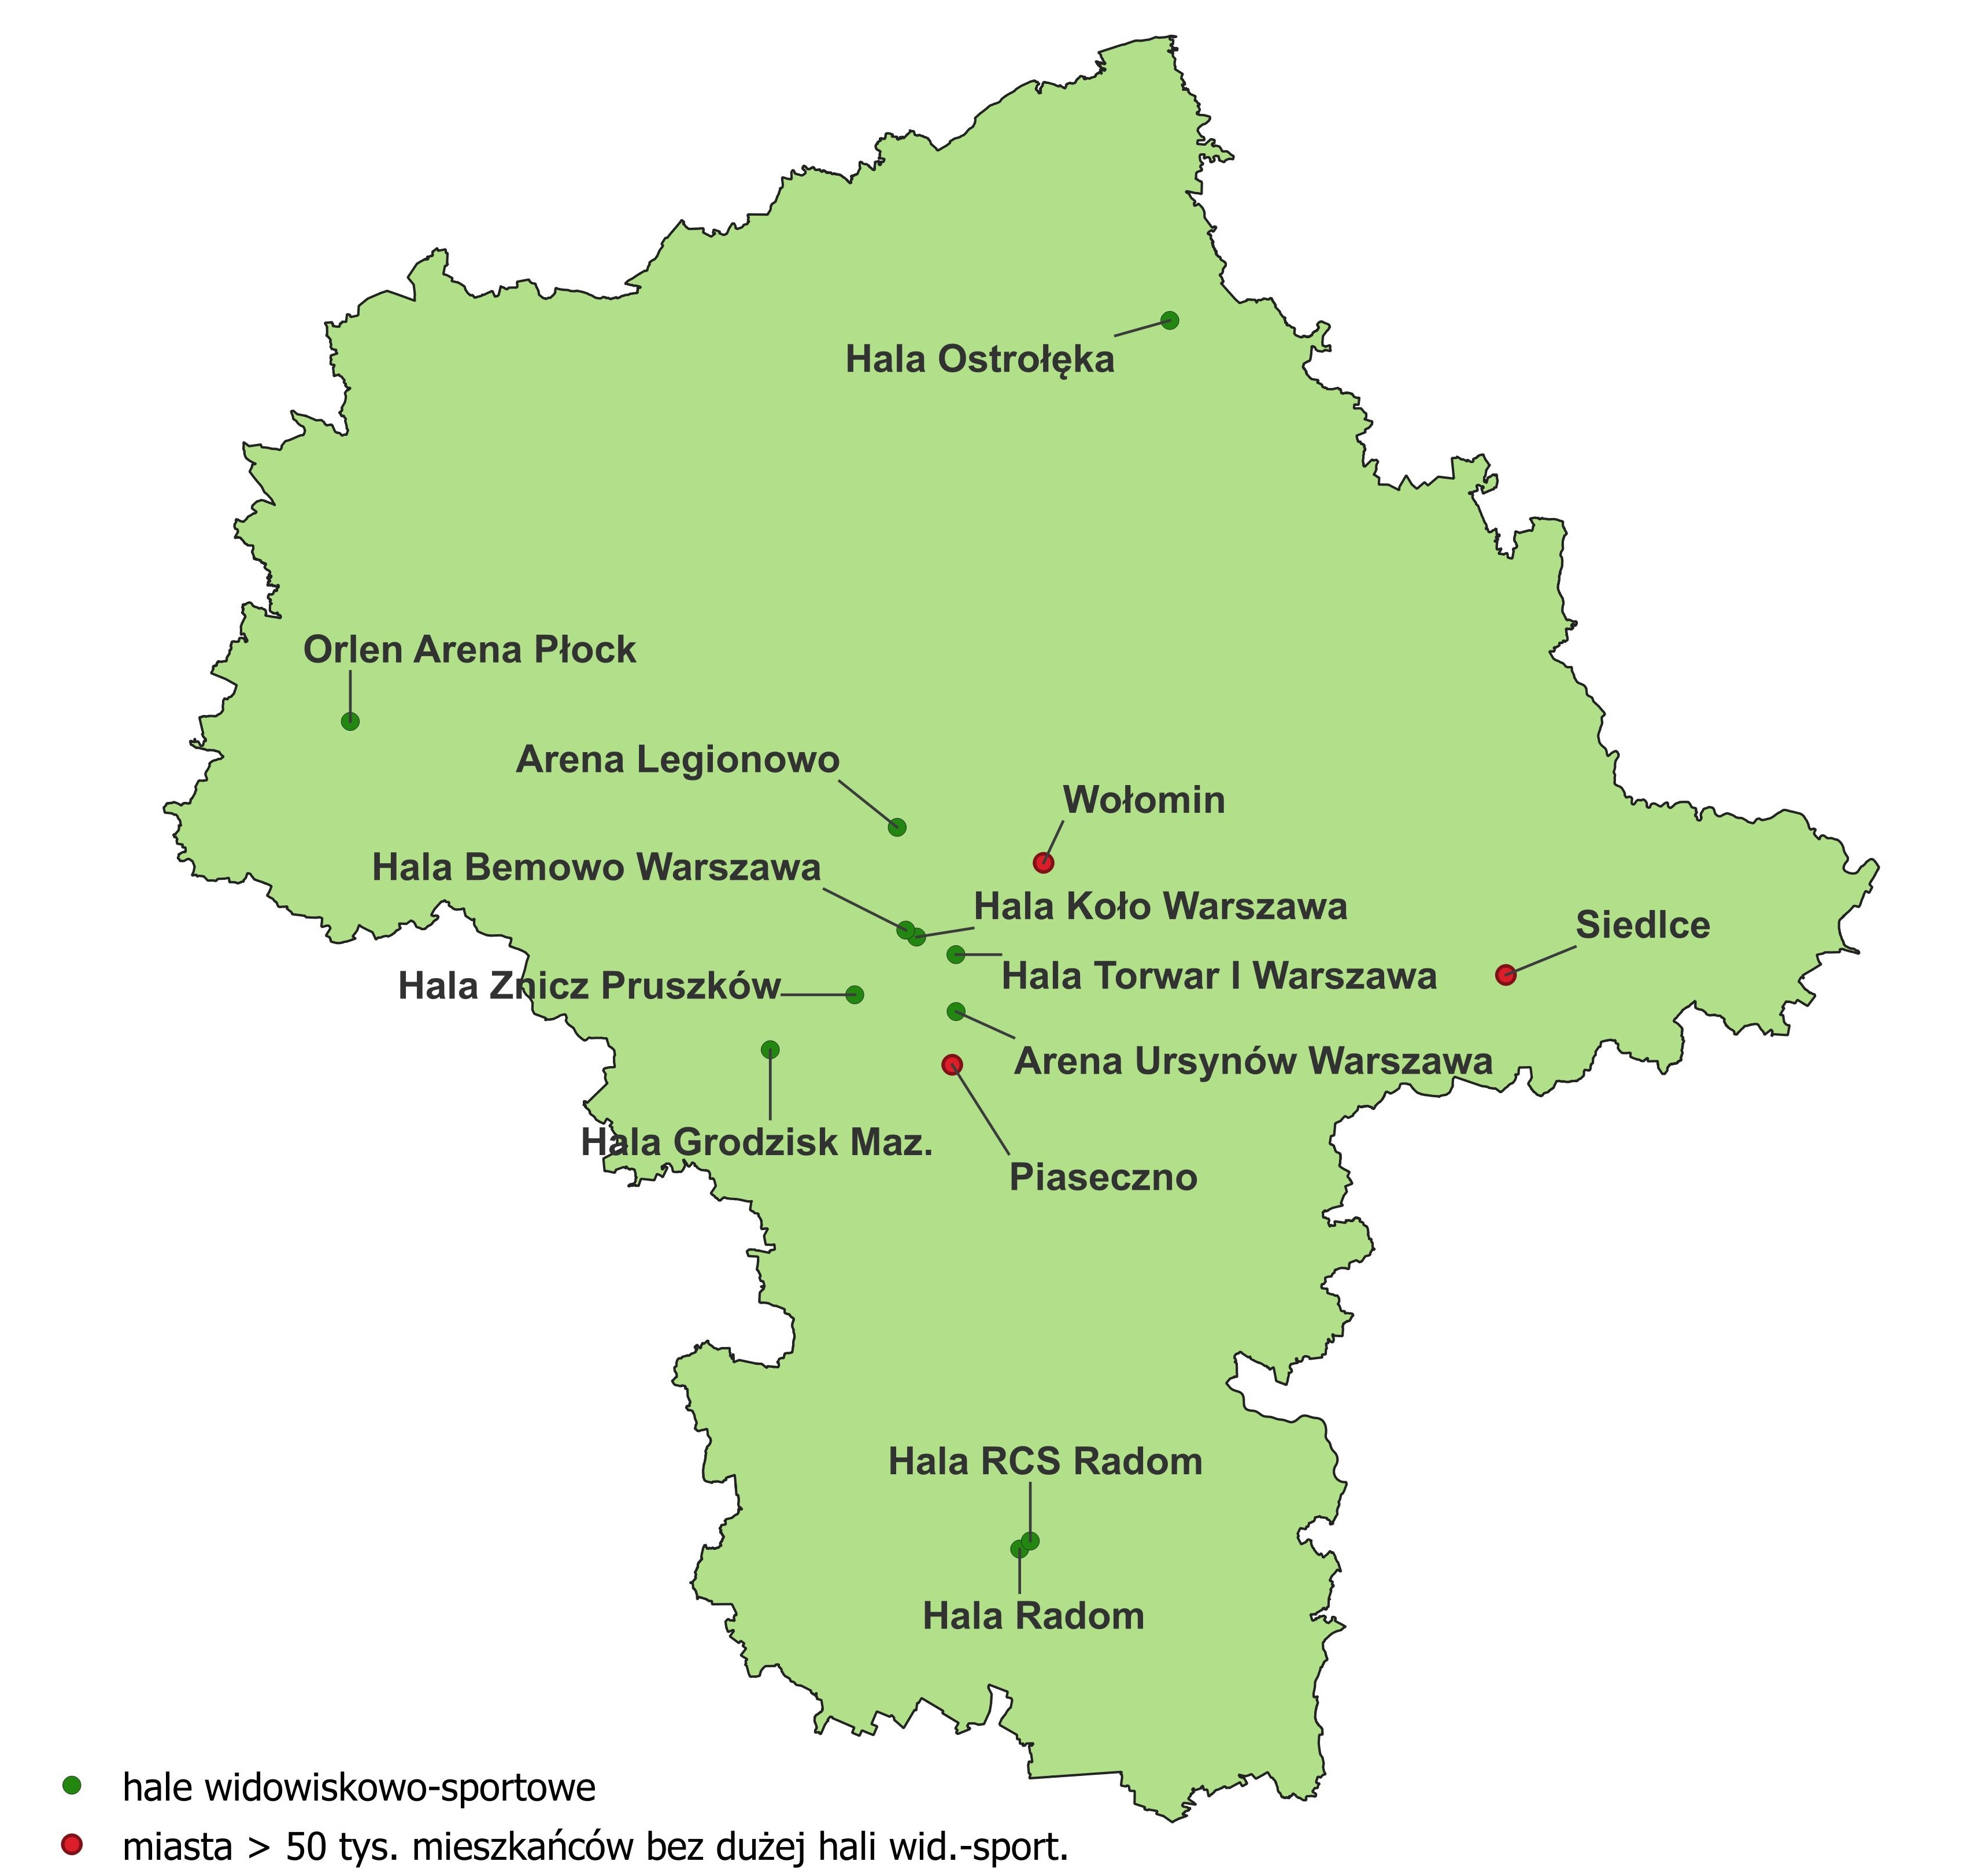 Hala Ostrołęka
Orlen Arena Płock
Arena Legionowo
Wołomin
Hala Bemowo Warszawa
Hala Koło Warszawa
Siedlce
Hala Torwar I Warszawa
Hala Znicz Pruszków
Arena Ursynów Warszawa
Hala Grodzisk Maz.
Piaseczno
Hala RCS Radom
Hala Radom
hale widowiskowo-sportowe
miasta > 50 tys. mieszkańców bez dużej hali wid.-sport.